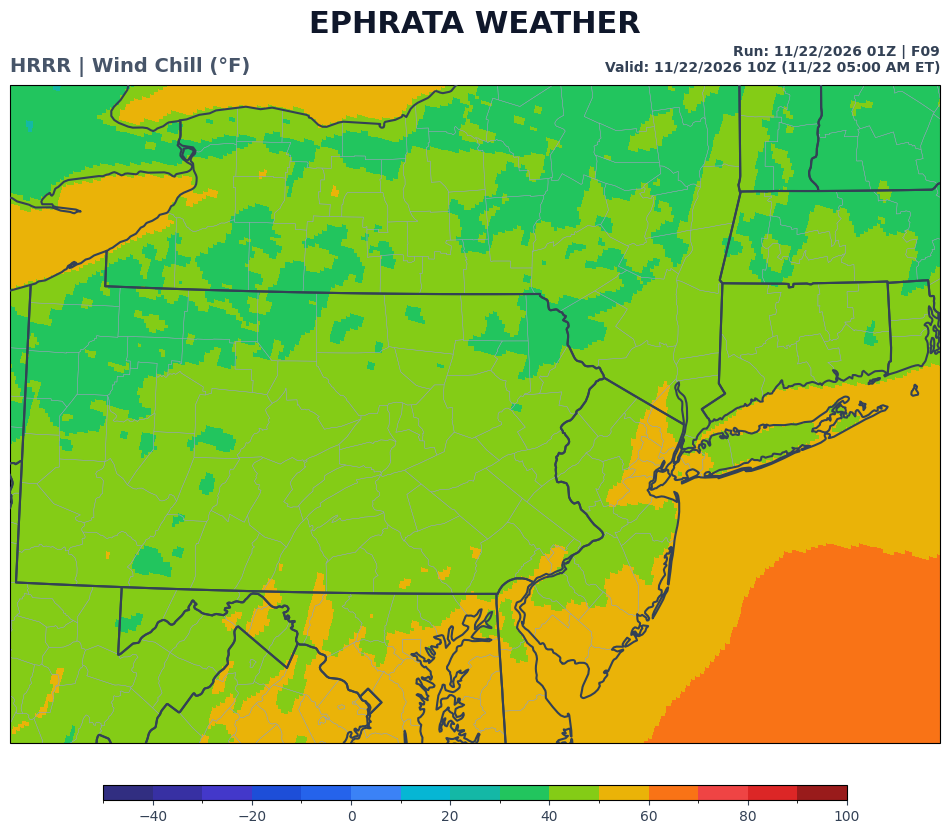 EPHRATA WEATHER
HRRR | Wind Chill (°F)
Run: 11/22/2026 01Z | F09
Valid: 11/22/2026 10Z (11/22 05:00 AM ET)
−40 −20 0 20 40 60 80 100